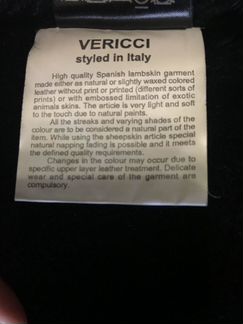 VERICCI
styled in Italy
High quality Spanish lambskin garment
made either as natural or slightly waxed colored
leather without print or printed (different sorts of
prints) or with embossed limitation of exotic
animals skins. The article is very light and soft
to the touch due to natural paints.
All the streaks and varying shades of the
colour are to be considered a natural part of the
item. While using the sheepskin article special
natural napping fading is possible and it meets
the defined quality requirements.
Changes in the colour may occur due to
specific upper layer leather treatment. Delicate
wear and special care of the garment are
compulsory.